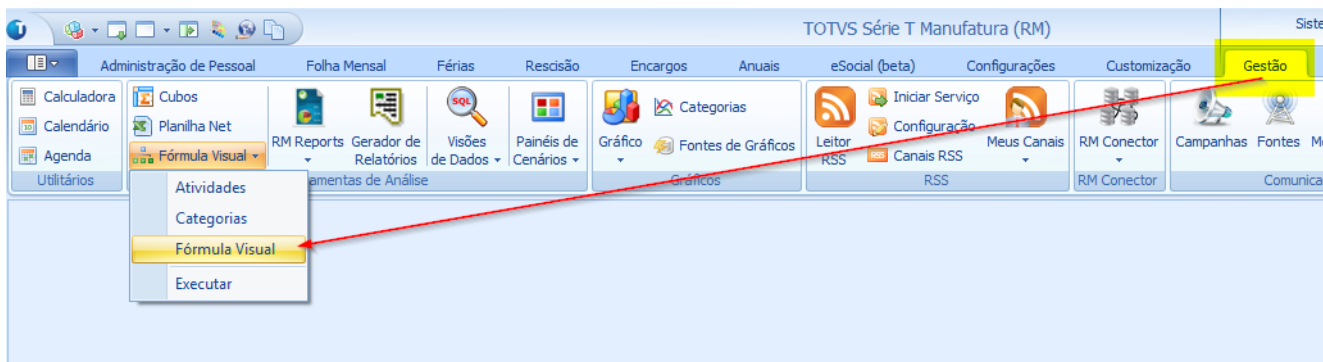 TOTVS Série T Manufatura (RM)
Siste
Administração de Pessoal Folha Mensal Férias Rescisão Encargos Anuais eSocial (beta) Configurações Customização Gestão
Calculadora
Calendário
Agenda
Utilitários
Cubos
Planilha Net
Fórmula Visual
RM Reports
Gerador de
Relatórios
SQL
Visões
de Dados
Painéis de
Cenários
amentas de Análise
Gráfico
Categorias
Fontes de Gráficos
Gráficos
Leitor
RSS
Iniciar Serviço
Configuração
RSS
Canais RSS
Meus Canais
RSS
RM Conector
RM Conector
Campanhas
Fontes
Comunica
Atividades
Categorias
Fórmula Visual
Executar